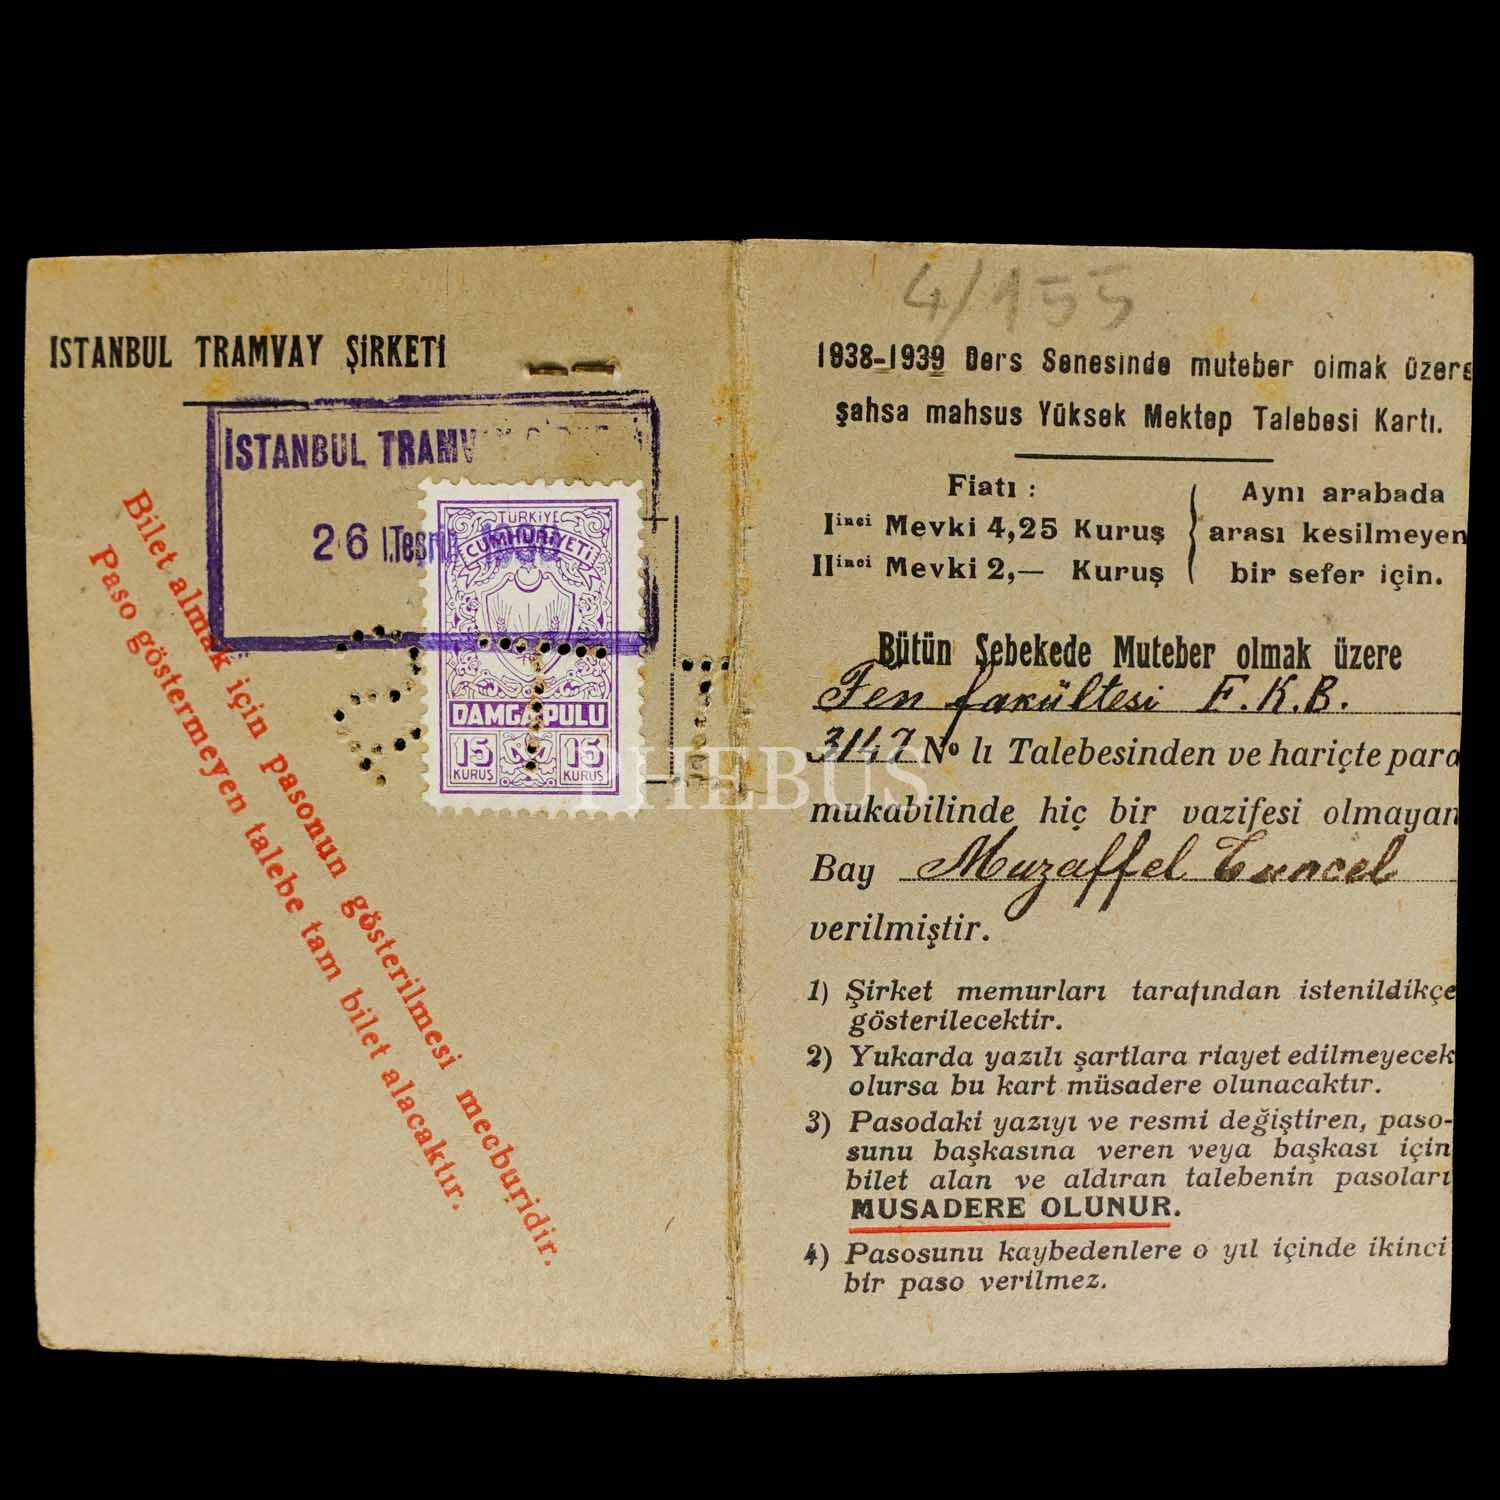 ISTANBUL TRAMVAY ŞİRKETİ
İSTANBUL TRAMV
26 I.Teşri
TÜRKİYE
CUMHURİYETİ
DAMGA PULU
15 15
KURUŞ KURUŞ
Bilet almak için pasonun gösterilmesi mecburidir.
Paso göstermeyen talebe tam bilet alacaktır.
4/155
1938-1939 Ders Senesinde muteber olmak üzere
şahsa mahsus Yüksek Mektep Talebesi Kartı.
Fiatı :
Iinci Mevki 4,25 Kuruş
IIinci Mevki 2,— Kuruş
Aynı arabada
arası kesilmeyen
bir sefer için.
Bütün Şebekede Muteber olmak üzere
Fen fakültesi F.K.B.
3147 No lı Talebesinden ve hariçte para
mukabilinde hiç bir vazifesi olmayan
Bay Muzaffel Tuncel
verilmiştir.
1) Şirket memurları tarafından istenildikçe
gösterilecektir.
2) Yukarda yazılı şartlara riayet edilmeyecek
olursa bu kart müsadere olunacaktır.
3) Pasodaki yazıyı ve resmi değiştiren, paso-
sunu başkasına veren veya başkası için
bilet alan ve aldıran talebenin pasoları
MUSADERE OLUNUR.
4) Pasosunu kaybedenlere o yıl içinde ikinci
bir paso verilmez.
PHEBUS